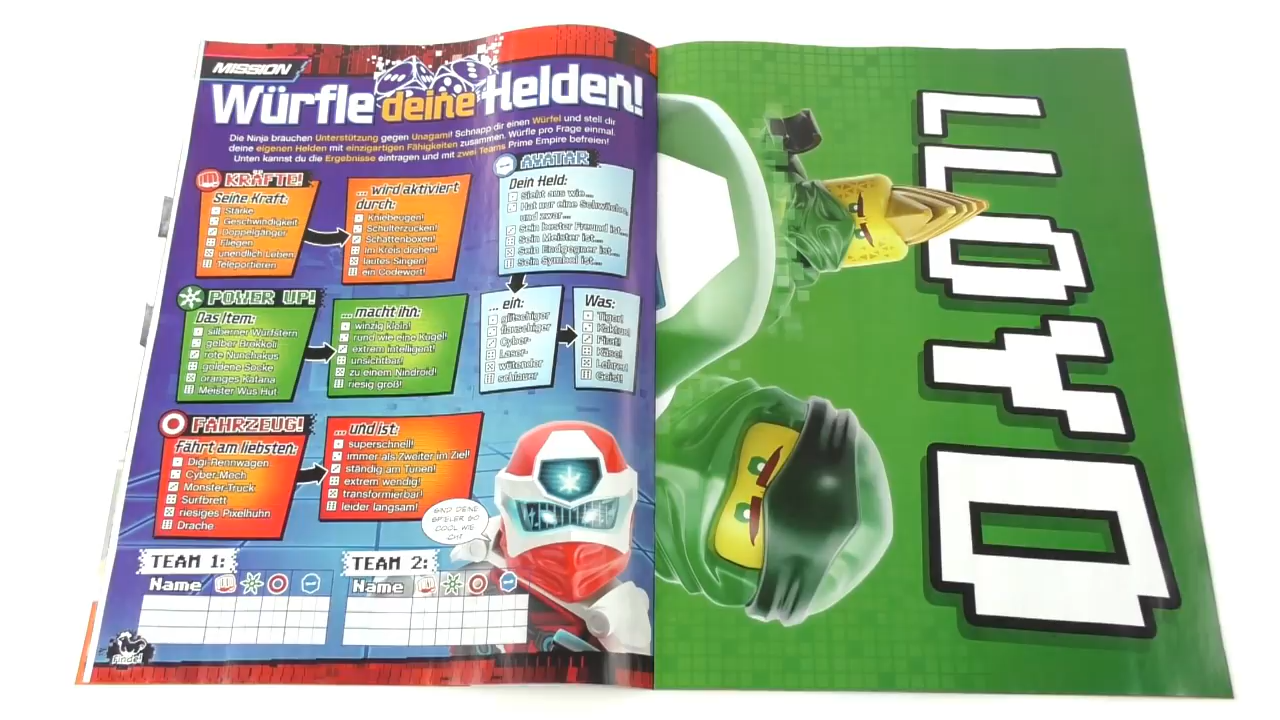 MISSION
Würfle deine Helden!
Die Ninja brauchen Unterstützung gegen Unagami! Schnapp dir einen Würfel und stell dir
deine eigenen Helden mit einzigartigen Fähigkeiten zusammen. Würfle pro Frage einmal.
Unten kannst du die Ergebnisse eintragen und mit zwei Teams Prime Empire befreien!
KRÄFTE!
Seine Kraft:
Stärke
Geschwindigkeit
Doppelgänger
Fliegen
unendlich Leben
Teleportieren
... wird aktiviert
durch:
Kniebeugen!
Schulterzucken!
Schattenboxen!
Im Kreis drehen!
lautes Singen!
ein Codewort!
AVATAR
Dein Held:
Sieht aus wie...
Hat nur eine Schwäche,
und zwar...
Sein bester Freund ist...
Sein Meister ist...
Sein Endgegner ist...
Sein Symbol ist...
... ein:
glitschiger
flauschiger
Cyber-
Laser-
wütender
schlauer
Was:
Tiger!
Kaktus!
Pirat!
Käse!
Lehrer!
Geist!
POWER UP!
Das Item:
silberner Wurfstern
gelber Brokkoli
rote Nunchakus
goldene Socke
oranges Katana
Meister Wus Hut
... macht ihn:
winzig klein!
rund wie eine Kugel!
extrem intelligent!
unsichtbar!
zu einem Nindroid!
riesig groß!
FAHRZEUG!
fährt am liebsten:
Digi-Rennwagen
Cyber-Mech
Monster-Truck
Surfbrett
riesiges Pixelhuhn
Drache
... und ist:
superschnell!
immer als Zweiter im Ziel!
ständig am Tunen!
extrem wendig!
transformierbar!
leider langsam!
SIND DEINE
SPIELER SO
COOL WIE
ICH?
TEAM 1:
Name
TEAM 2:
Name
finde!
LLOYD